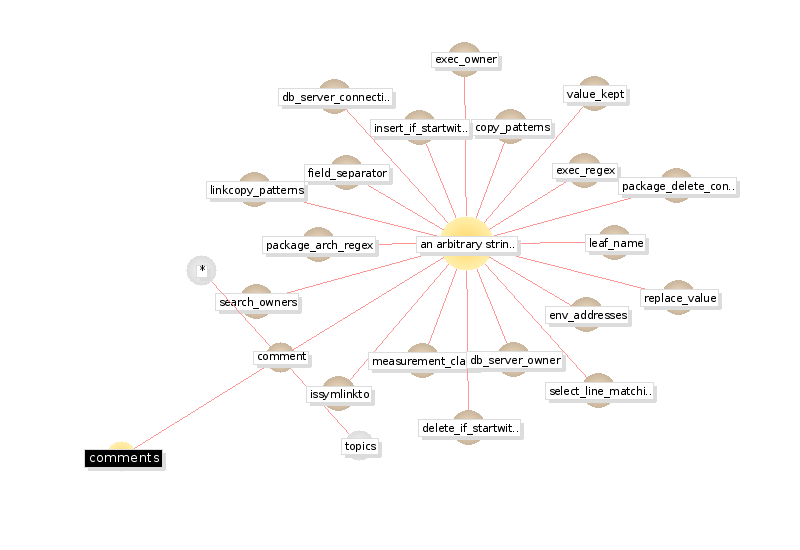 exec_owner
value_kept
db_server_connecti..
insert_if_startwit..
copy_patterns
field_separator
exec_regex
linkcopy_patterns
package_delete_con..
package_arch_regex
an arbitrary strin..
leaf_name
*
search_owners
replace_value
env_addresses
comment
measurement_cla
db_server_owner
issymlinkto
select_line_matchi..
delete_if_startwit..
topics
comments